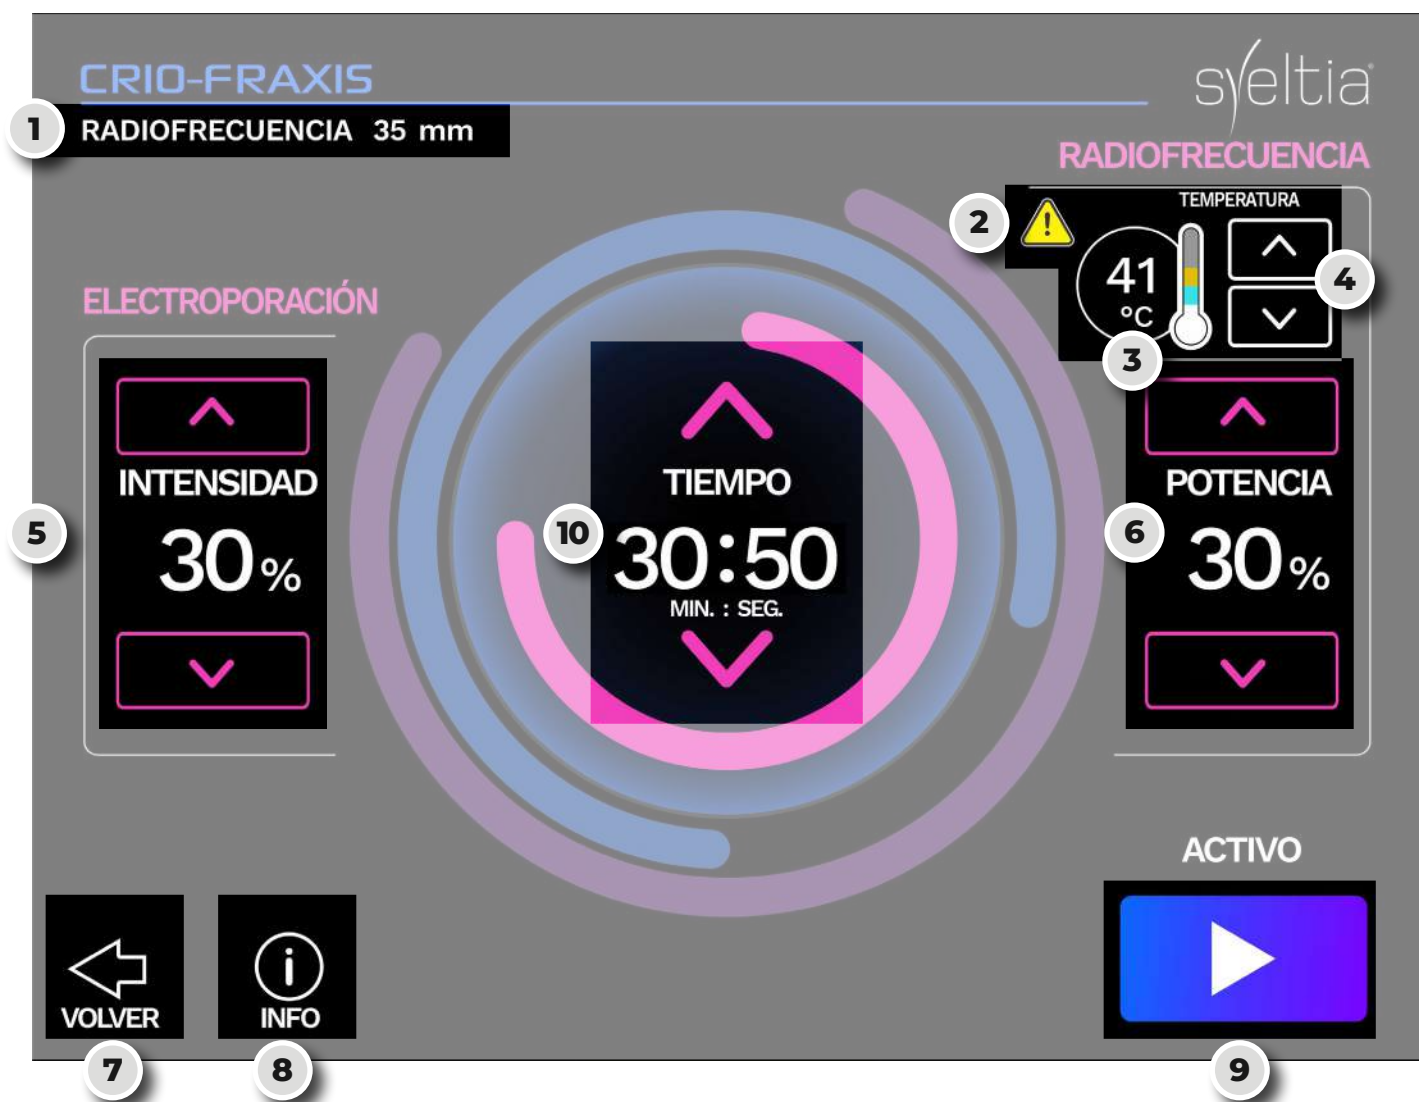 CRIO-FRAXIS
sveltia
1
RADIOFRECUENCIA 35 mm
RADIOFRECUENCIA
2
TEMPERATURA
41
°C
3
4
ELECTROPORACIÓN
5
INTENSIDAD
30%
10
TIEMPO
30:50
MIN. : SEG.
6
POTENCIA
30%
ACTIVO
VOLVER
INFO
7
8
9